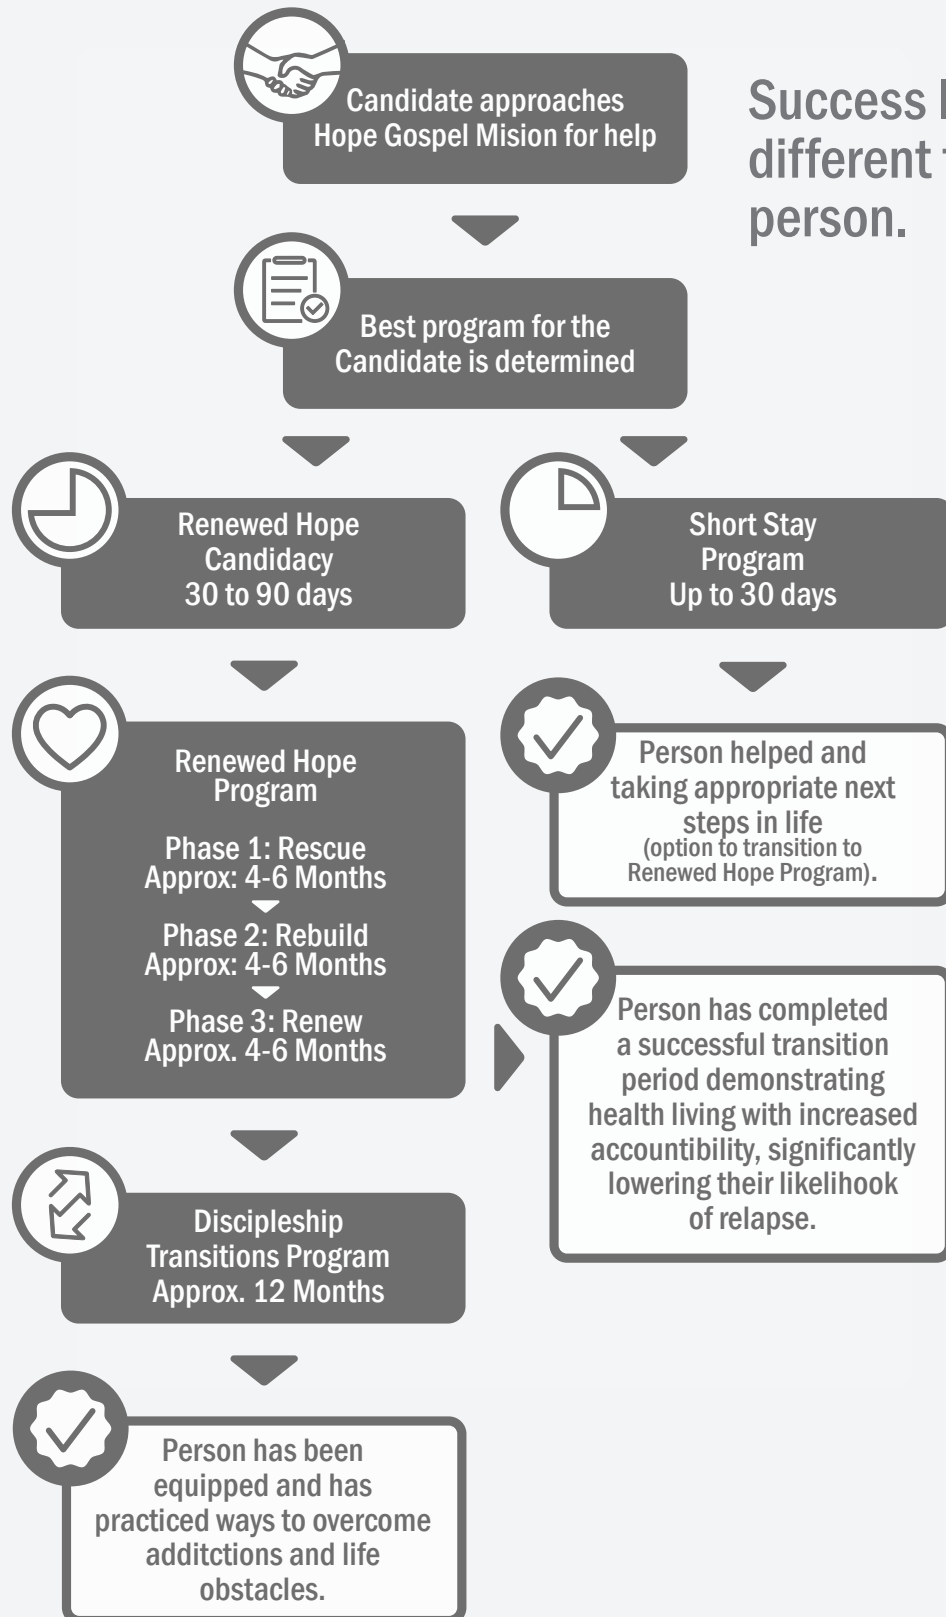 Candidate approaches
Hope Gospel Mision for help
Success
different
person.
Best program for the
Candidate is determined
Renewed Hope
Candidacy
30 to 90 days
Short Stay
Program
Up to 30 days
Renewed Hope
Program
Phase 1: Rescue
Approx: 4-6 Months
Phase 2: Rebuild
Approx: 4-6 Months
Phase 3: Renew
Approx. 4-6 Months
Person helped and
taking appropriate next
steps in life
(option to transition to
Renewed Hope Program).
Person has completed
a successful transition
period demonstrating
health living with increased
accountibility, significantly
lowering their likelihook
of relapse.
Discipleship
Transitions Program
Approx. 12 Months
Person has been
equipped and has
practiced ways to overcome
additctions and life
obstacles.